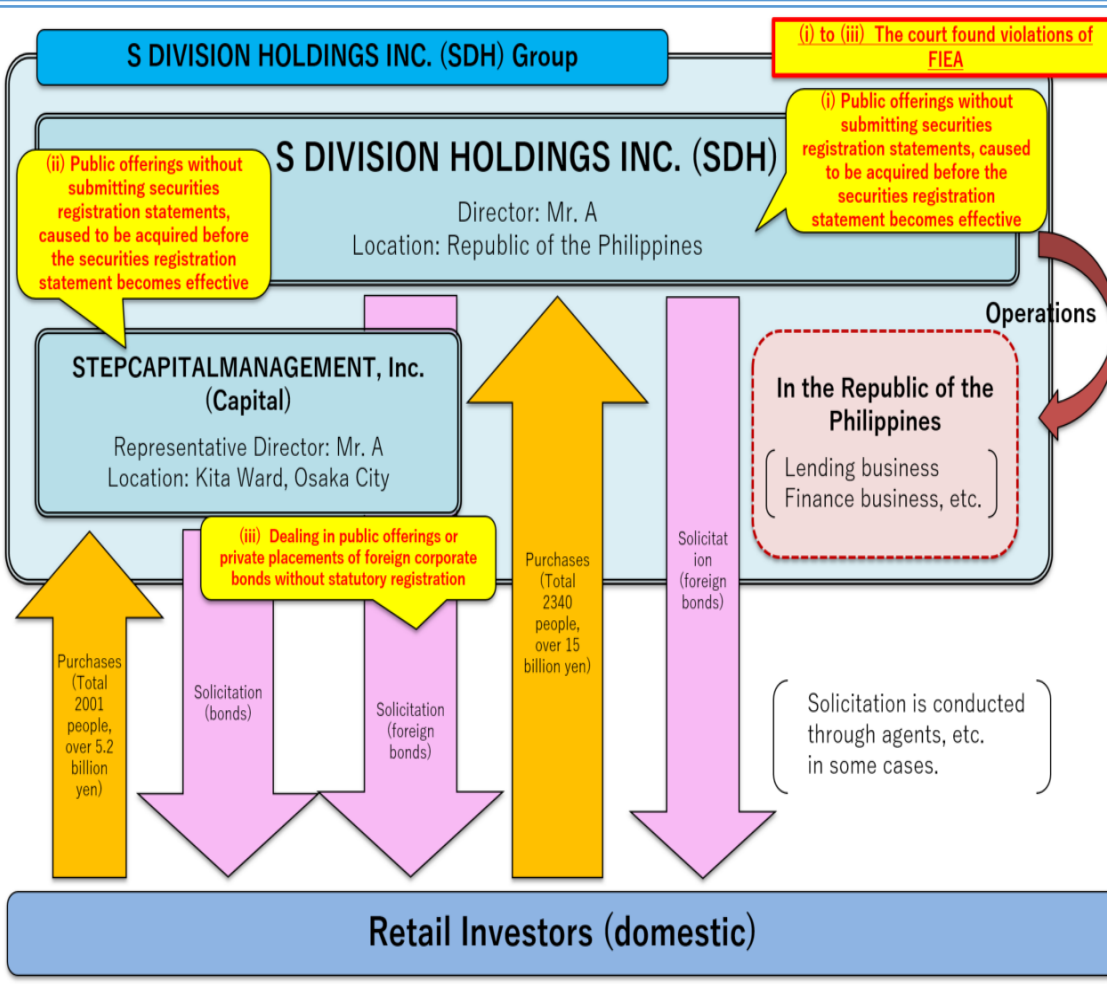 S DIVISION HOLDINGS INC. (SDH) Group
(i) to (iii) The court found violations of
FIEA
(i) Public offerings without
submitting securities
registration statements, caused
to be acquired before the
securities registration
statement becomes effective
(ii) Public offerings without
submitting securities
registration statements,
caused to be acquired before
the securities registration
statement becomes effective
S DIVISION HOLDINGS INC. (SDH)
Director: Mr. A
Location: Republic of the Philippines
Operations
STEPCAPITALMANAGEMENT, Inc.
(Capital)
Representative Director: Mr. A
Location: Kita Ward, Osaka City
In the Republic of the
Philippines
Lending business
Finance business, etc.
(iii) Dealing in public offerings or
private placements of foreign corporate
bonds without statutory registration
Purchases
(Total
2001
people,
over 5.2
billion
yen)
Solicitation
(bonds)
Solicitation
(foreign
bonds)
Purchases
(Total
2340
people,
over 15
billion yen)
Solicitat
ion
(foreign
bonds)
Solicitation is conducted
through agents, etc.
in some cases.
Retail Investors (domestic)